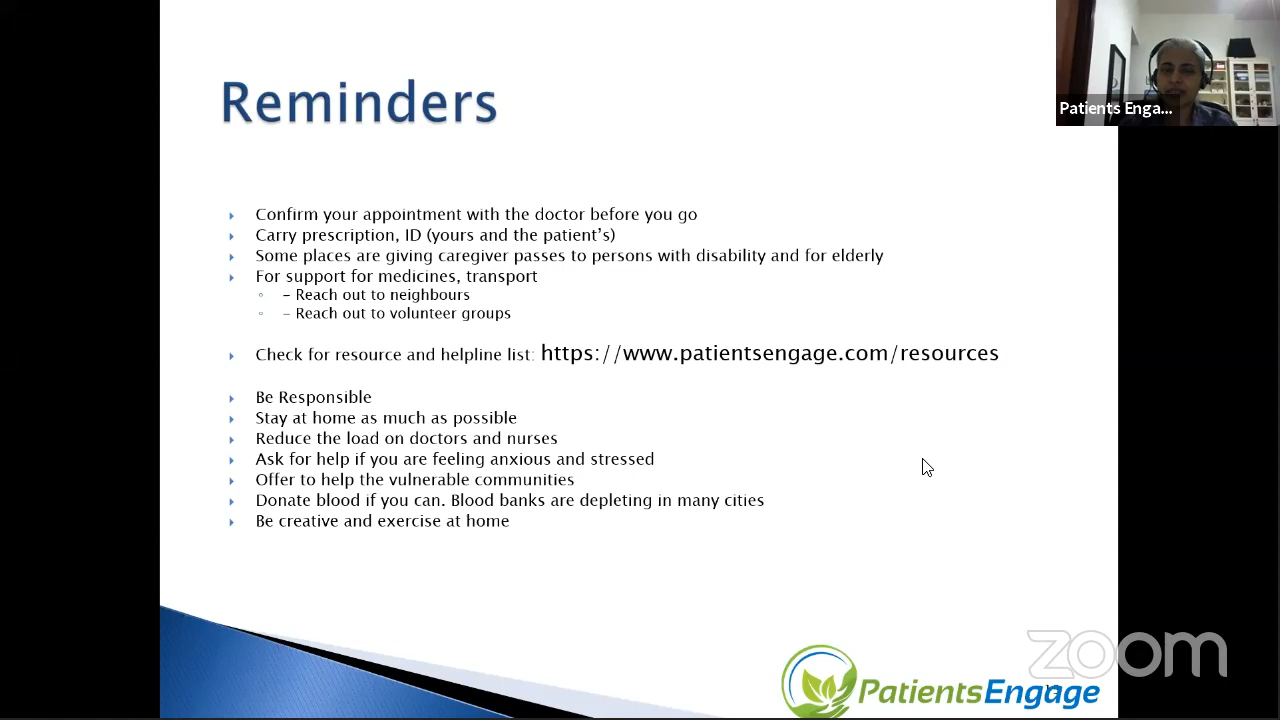 Reminders
Patients Enga...
Confirm your appointment with the doctor before you go
Carry prescription, ID (yours and the patient's)
Some places are giving caregiver passes to persons with disability and for elderly
For support for medicines, transport
– Reach out to neighbours
– Reach out to volunteer groups
Check for resource and helpline list: https://www.patientsengage.com/resources
Be Responsible
Stay at home as much as possible
Reduce the load on doctors and nurses
Ask for help if you are feeling anxious and stressed
Offer to help the vulnerable communities
Donate blood if you can. Blood banks are depleting in many cities
Be creative and exercise at home
zoom
PatientsEngage